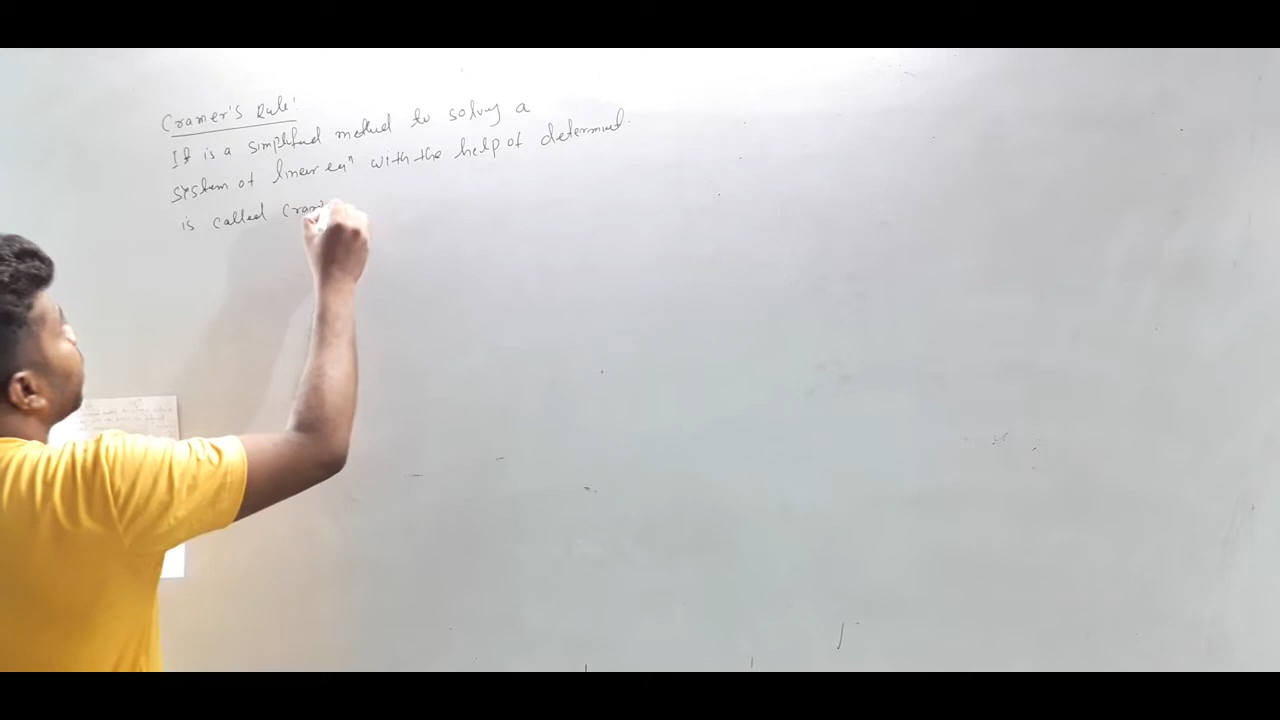 Cramer's Rule:
It is a simplified method to solving a
system of linear eqⁿ with the help of determinant.
is called Cram